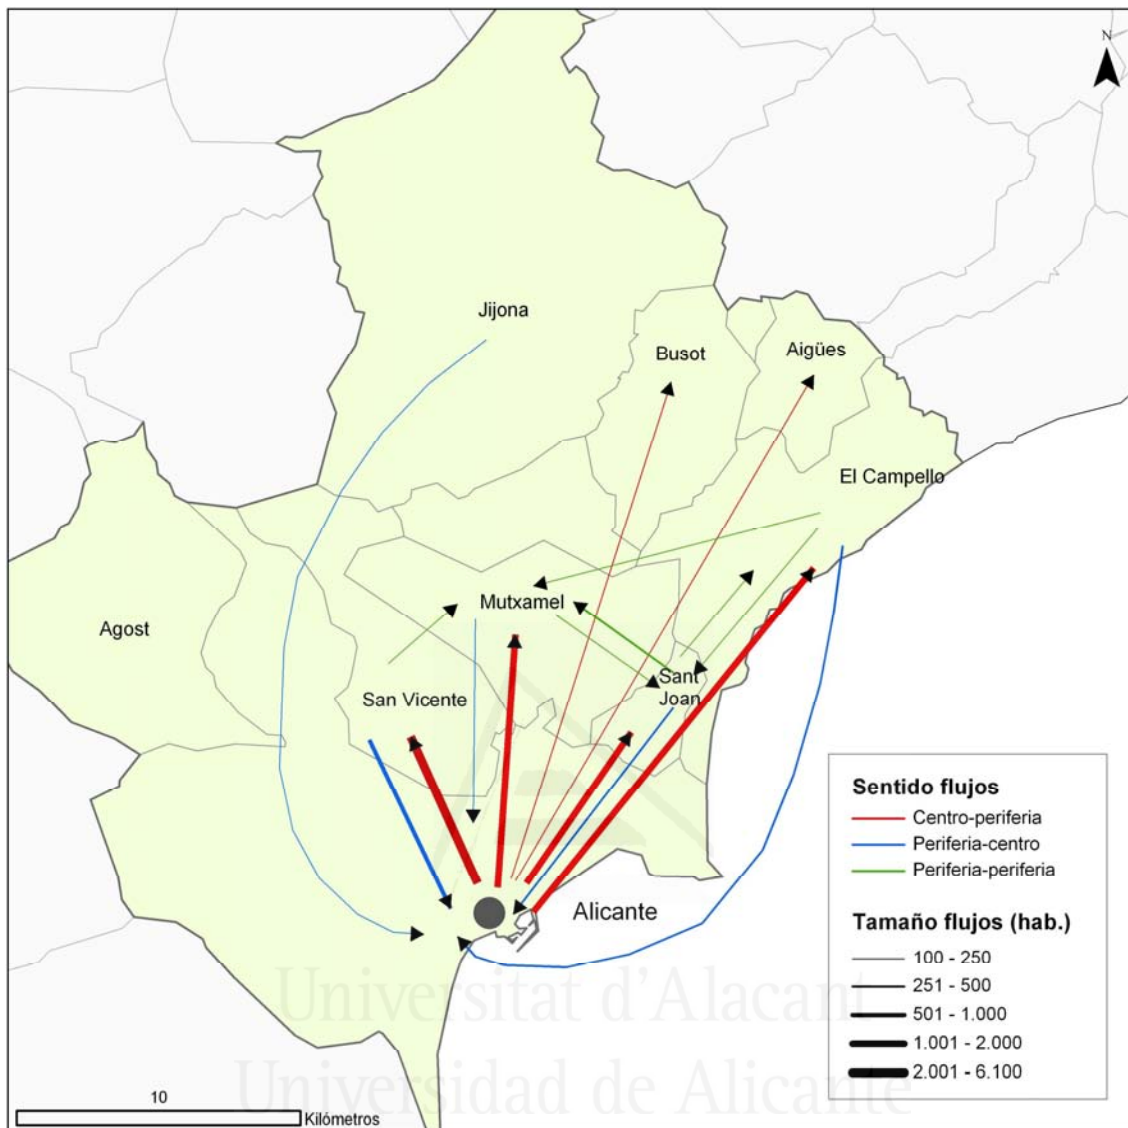 N
Jijona
Busot
Aigües
El Campello
Mutxamel
Agost
San Vicente
Sant
Joan
Alicante
Sentido flujos
Centro-periferia
Periferia-centro
Periferia-periferia
Tamaño flujos (hab.)
100 - 250
251 - 500
501 - 1.000
1.001 - 2.000
2.001 - 6.100
Universitat d'Alacant
Universidad de Alicante
10
Kilómetros